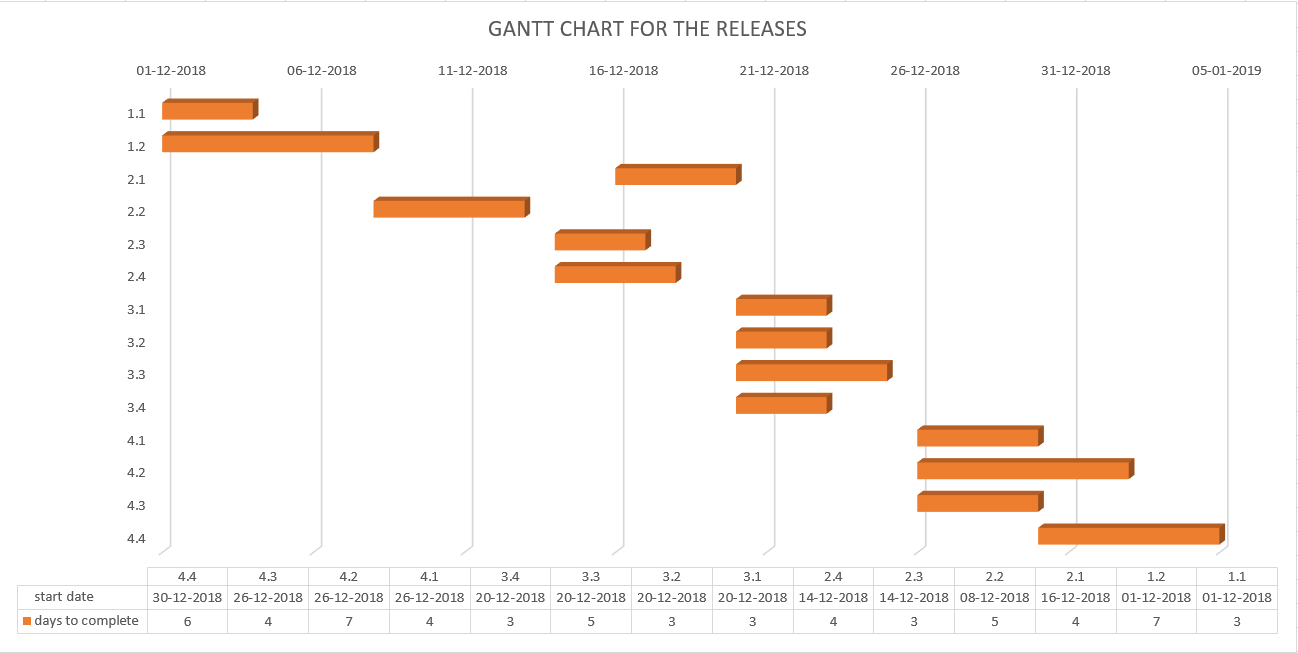 GANTT CHART FOR THE RELEASES
01-12-2018 06-12-2018 11-12-2018 16-12-2018 21-12-2018 26-12-2018 31-12-2018 05-01-2019
1.1
1.2
2.1
2.2
2.3
2.4
3.1
3.2
3.3
3.4
4.1
4.2
4.3
4.4
4.4 4.3 4.2 4.1 3.4 3.3 3.2 3.1 2.4 2.3 2.2 2.1 1.2 1.1
start date 30-12-2018 26-12-2018 26-12-2018 26-12-2018 20-12-2018 20-12-2018 20-12-2018 20-12-2018 14-12-2018 14-12-2018 08-12-2018 16-12-2018 01-12-2018 01-12-2018
days to complete 6 4 7 4 3 5 3 3 4 3 5 4 7 3